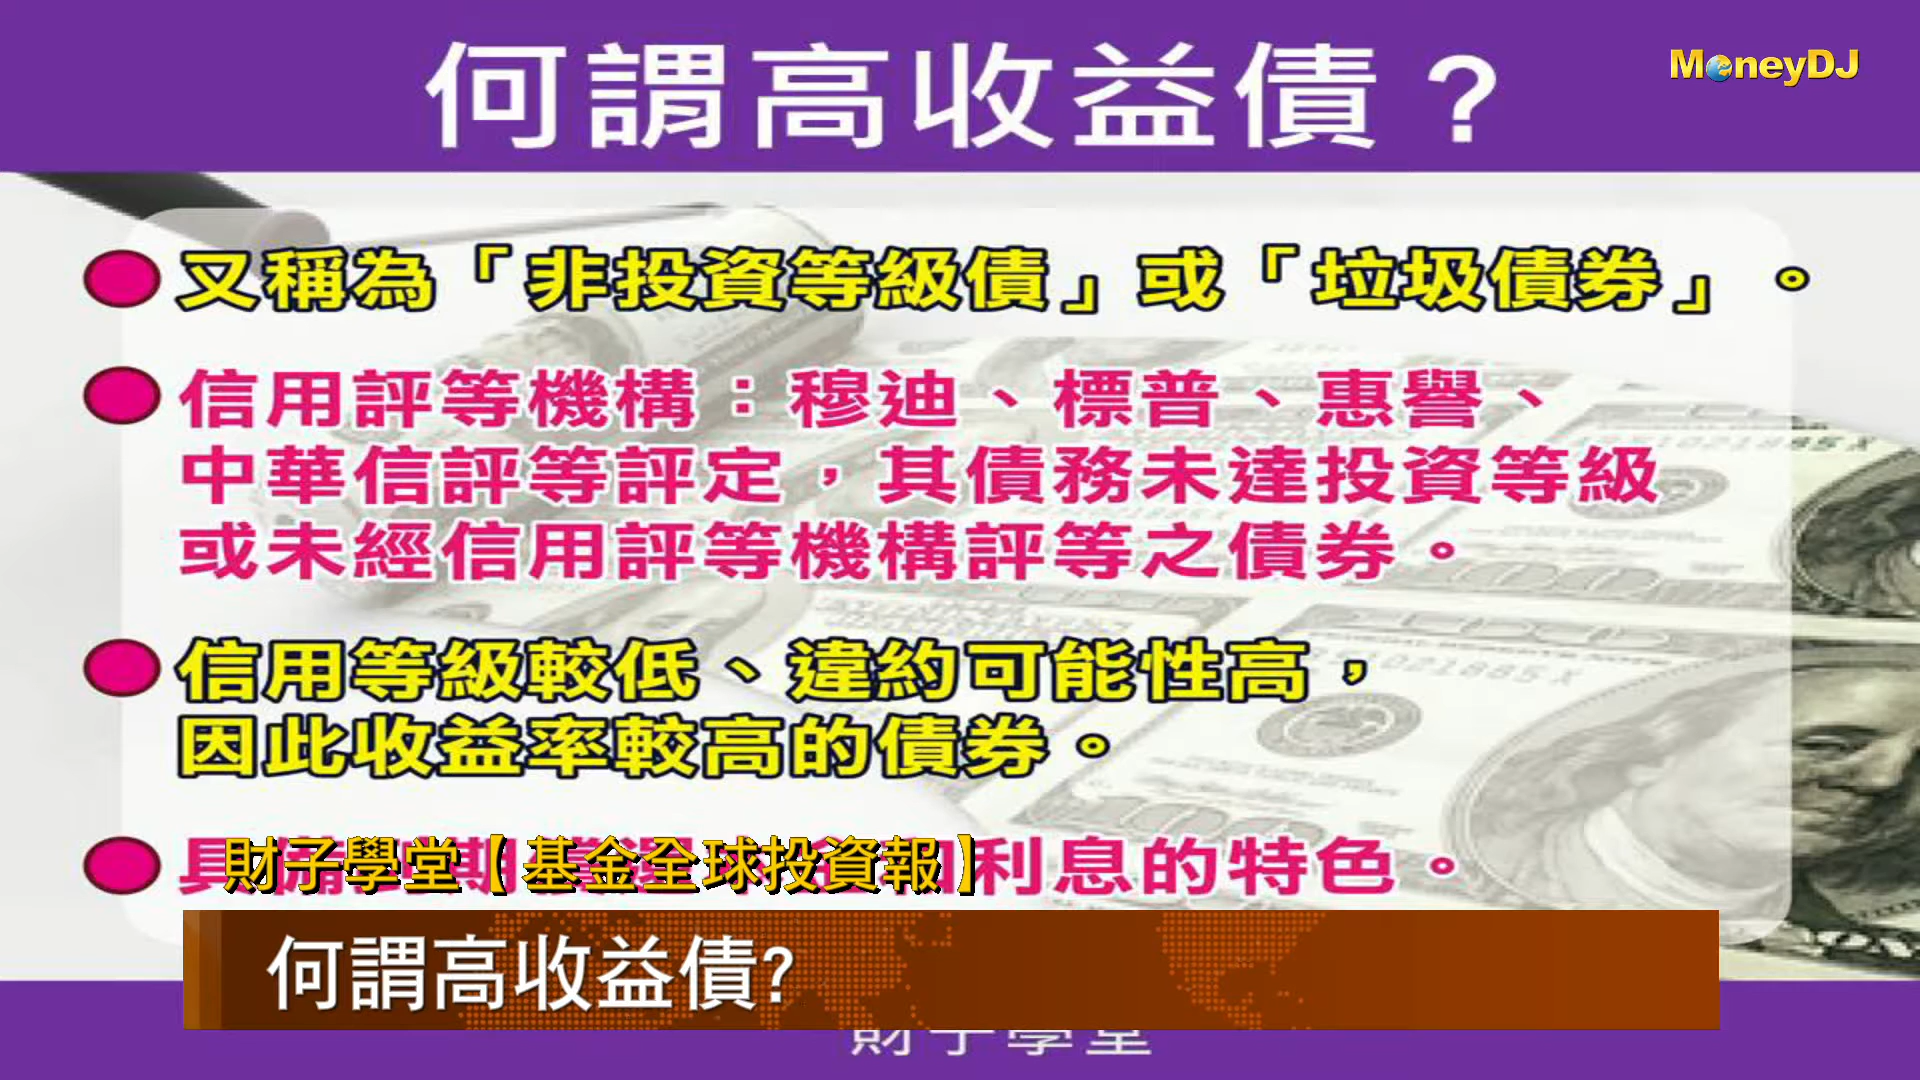 何謂高收益債？
MoneyDJ
又稱為「非投資等級債」或「垃圾債券」。
信用評等機構：穆迪、標普、惠譽、
中華信評等評定，其債務未達投資等級
或未經信用評等機構評等之債券。
信用等級較低、違約可能性高，
因此收益率較高的債券。
利息的特色。
財子學堂【基金全球投資報】
何謂高收益債?
財子學堂